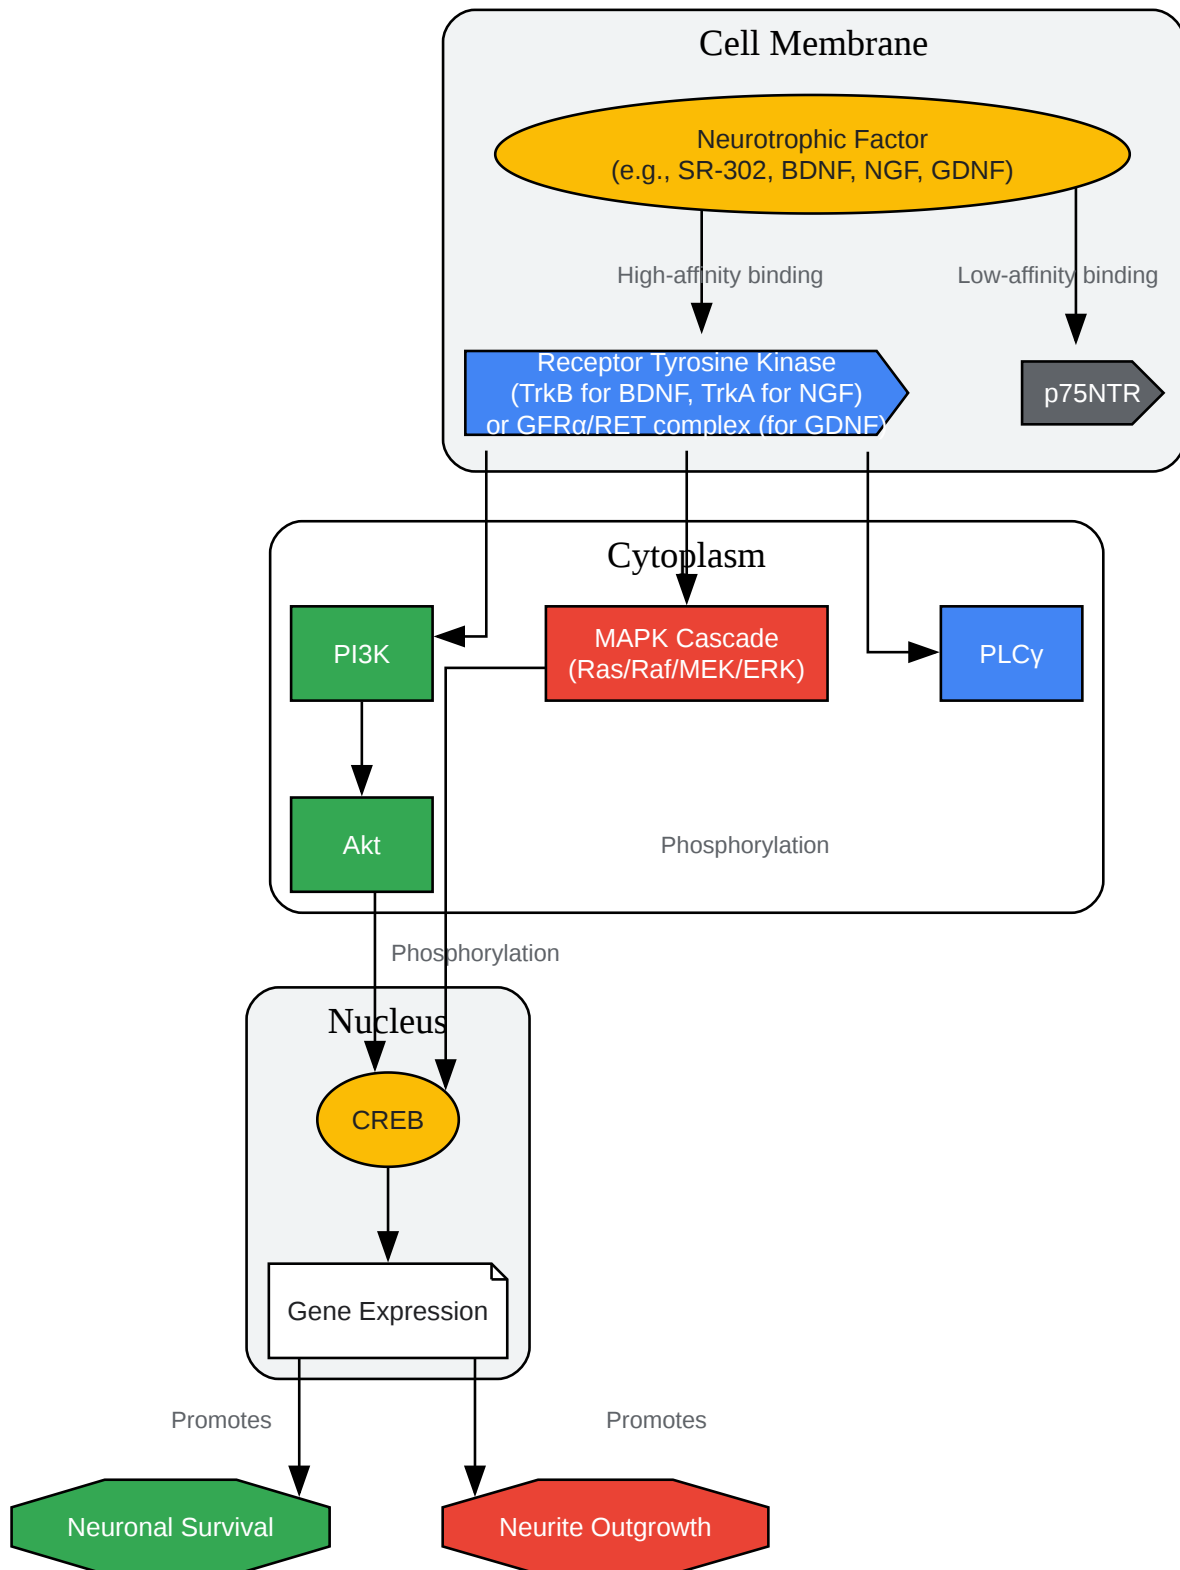 Cell Membrane
Neurotrophic Factor
(e.g., SR-302, BDNF, NGF, GDNF)
High-affinity binding
Low-affinity binding
Receptor Tyrosine Kinase
(TrkB for BDNF, TrkA for NGF)
or GFRα/RET complex (for GDNF)
p75NTR
Cytoplasm
PI3K
MAPK Cascade
(Ras/Raf/MEK/ERK)
PLCγ
Akt
Phosphorylation
Phosphorylation
Nucleus
CREB
Gene Expression
Promotes
Promotes
Neuronal Survival
Neurite Outgrowth